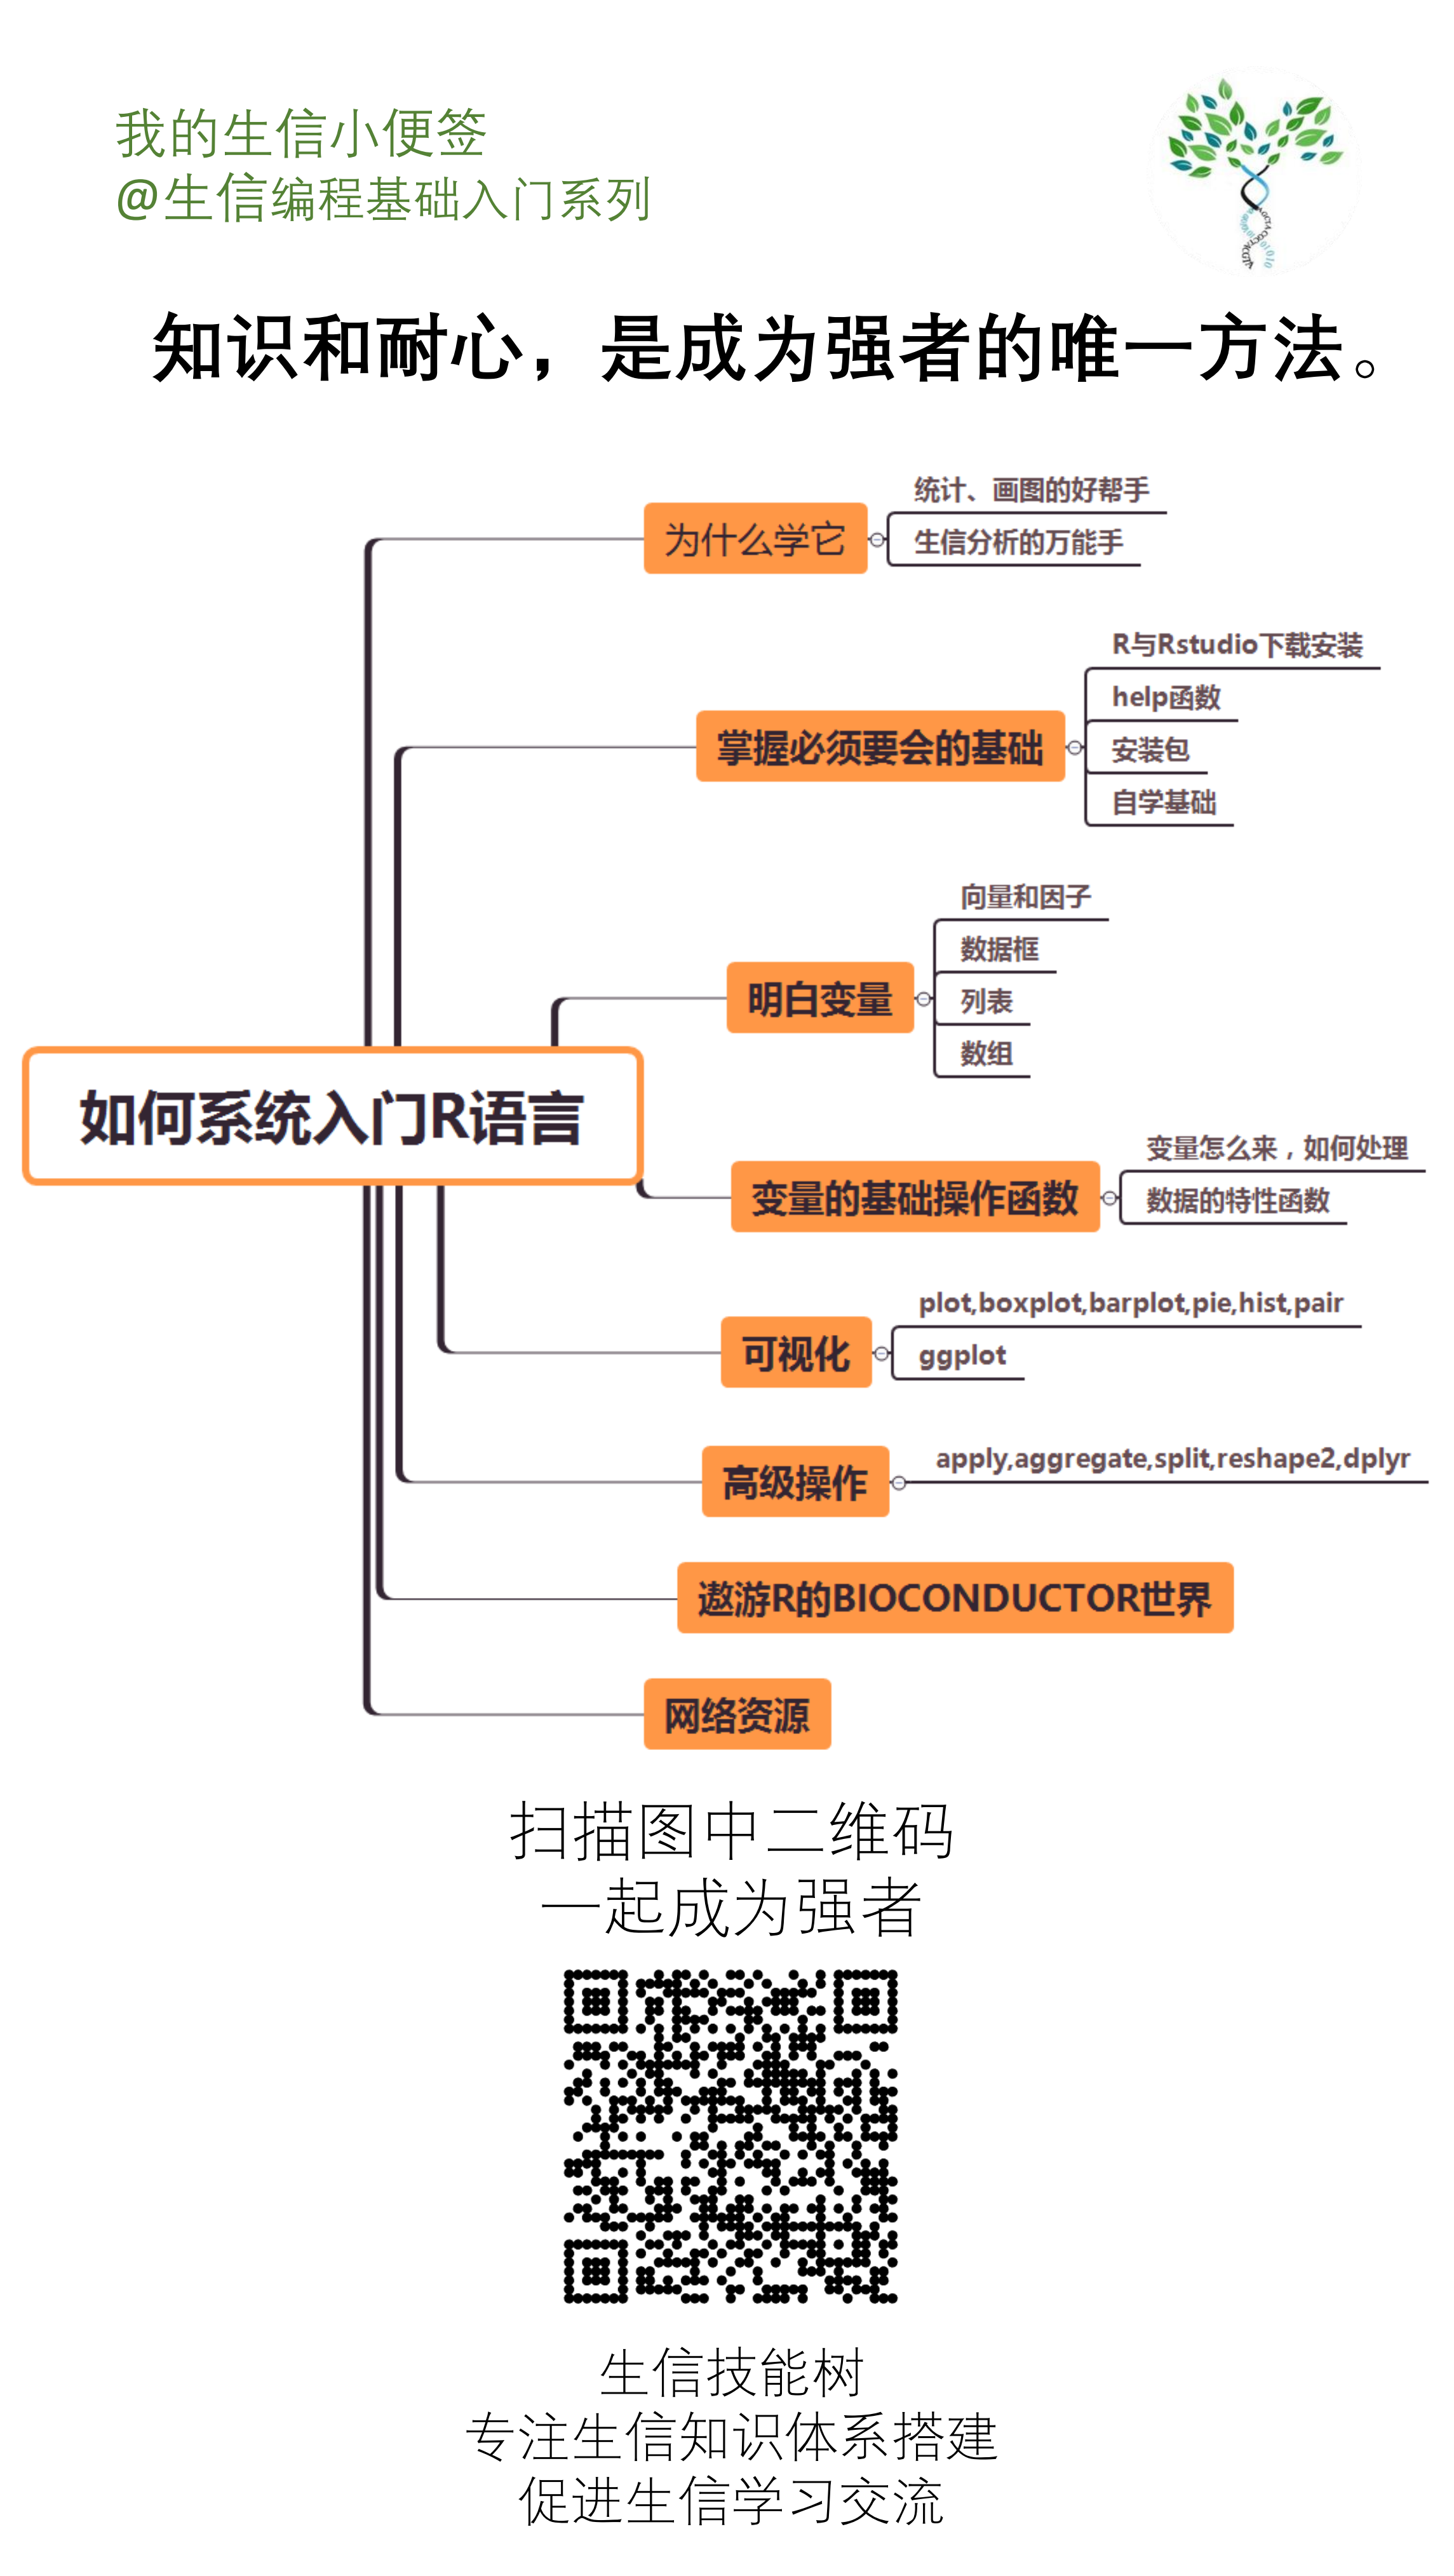 我的生信小便签
@生信编程基础入门系列
知识和耐心，是成为强者的唯一方法。
为什么学它
统计、画图的好帮手
生信分析的万能手
掌握必须要会的基础
R与Rstudio下载安装
help函数
安装包
自学基础
明白变量
向量和因子
数据框
列表
数组
如何系统入门R语言
变量的基础操作函数
变量怎么来，如何处理
数据的特性函数
可视化
plot,boxplot,barplot,pie,hist,pair
ggplot
高级操作
apply,aggregate,split,reshape2,dplyr
遨游R的BIOCONDUCTOR世界
网络资源
扫描图中二维码
一起成为强者
生信技能树
专注生信知识体系搭建
促进生信学习交流